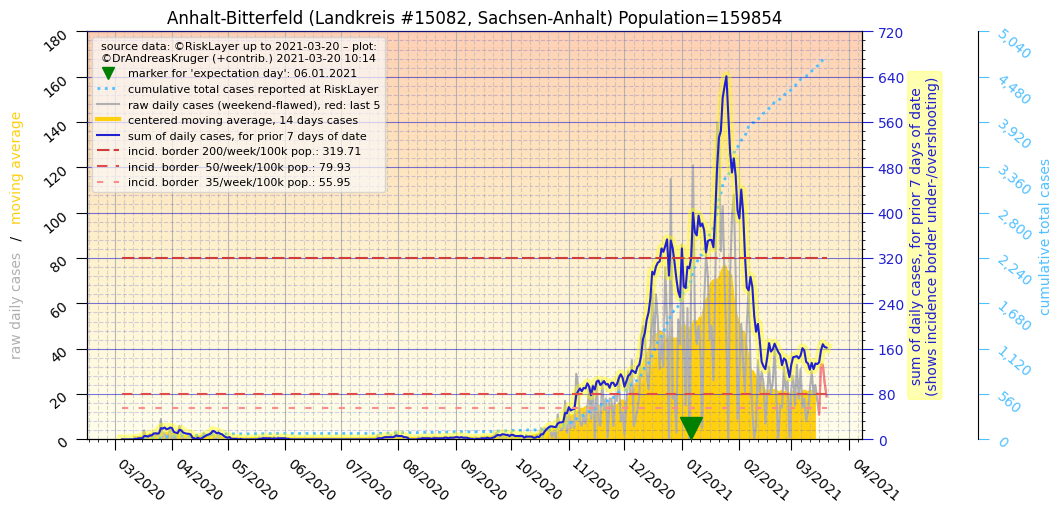 Anhalt-Bitterfeld (Landkreis #15082, Sachsen-Anhalt) Population=159854
source data: ©RiskLayer up to 2021-03-20 – plot:
©DrAndreasKruger (+contrib.) 2021-03-20 10:14
marker for 'expectation day': 06.01.2021
cumulative total cases reported at RiskLayer
raw daily cases (weekend-flawed), red: last 5
centered moving average, 14 days cases
sum of daily cases, for prior 7 days of date
incid. border 200/week/100k pop.: 319.71
incid. border  50/week/100k pop.: 79.93
incid. border  35/week/100k pop.: 55.95
raw daily cases  /  moving average
180
160
140
120
100
80
60
40
20
0
03/2020
04/2020
05/2020
06/2020
07/2020
08/2020
09/2020
10/2020
11/2020
12/2020
01/2021
02/2021
03/2021
04/2021
720
640
560
480
400
320
240
160
80
0
sum of daily cases, for prior 7 days of date
(shows incidence border under-/overshooting)
5,040
4,480
3,920
3,360
2,800
2,240
1,680
1,120
560
0
cumulative total cases